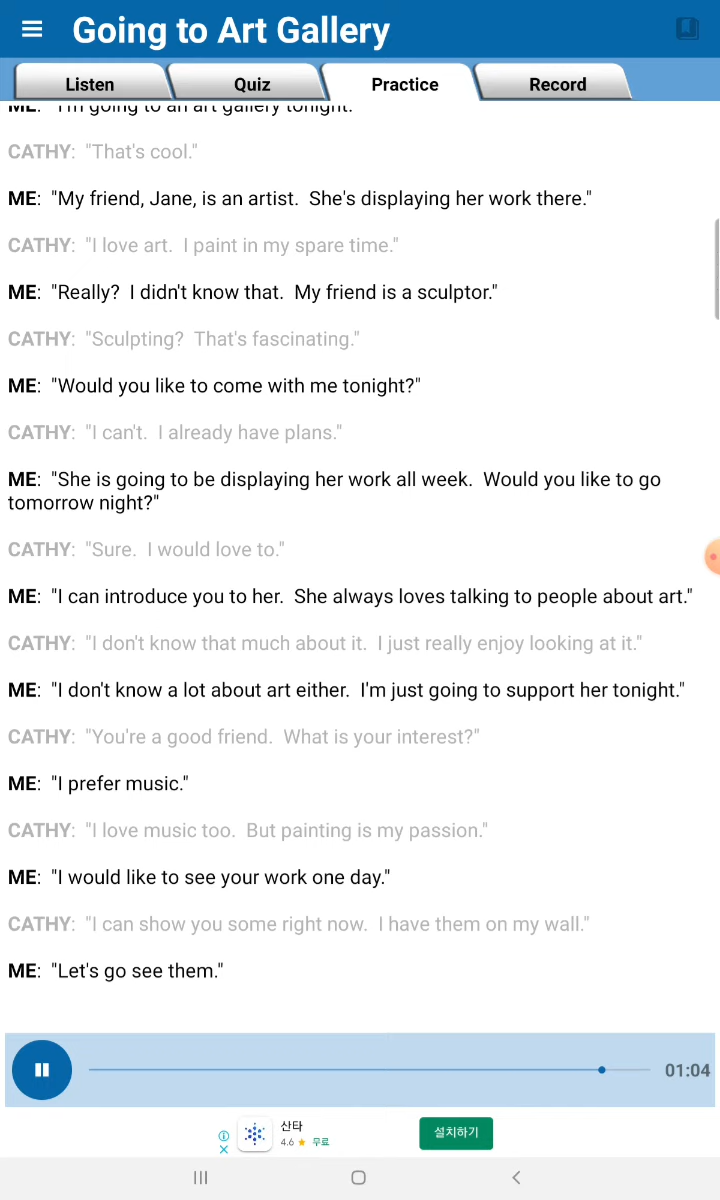 Going to Art Gallery
Listen Quiz Practice Record
ME: "I'm going to an art gallery tonight."
CATHY: "That's cool."
ME: "My friend, Jane, is an artist. She's displaying her work there."
CATHY: "I love art. I paint in my spare time."
ME: "Really? I didn't know that. My friend is a sculptor."
CATHY: "Sculpting? That's fascinating."
ME: "Would you like to come with me tonight?"
CATHY: "I can't. I already have plans."
ME: "She is going to be displaying her work all week. Would you like to go
tomorrow night?"
CATHY: "Sure. I would love to."
ME: "I can introduce you to her. She always loves talking to people about art."
CATHY: "I don't know that much about it. I just really enjoy looking at it."
ME: "I don't know a lot about art either. I'm just going to support her tonight."
CATHY: "You're a good friend. What is your interest?"
ME: "I prefer music."
CATHY: "I love music too. But painting is my passion."
ME: "I would like to see your work one day."
CATHY: "I can show you some right now. I have them on my wall."
ME: "Let's go see them."
01:04
산타
4.6 ★ 무료
설치하기